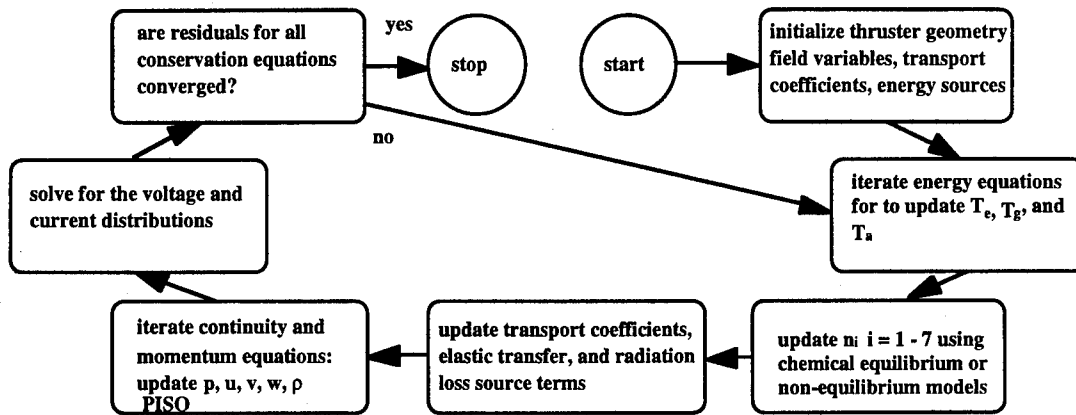 start
initialize thruster geometry
field variables, transport
coefficients, energy sources
iterate energy equations
for to update Te, Tg, and
Ta
update ni i = 1 - 7 using
chemical equilibrium or
non-equilibrium models
update transport coefficients,
elastic transfer, and radiation
loss source terms
iterate continuity and
momentum equations:
update p, u, v, w, ρ
PISO
solve for the voltage and
current distributions
are residuals for all
conservation equations
converged?
yes
stop
no